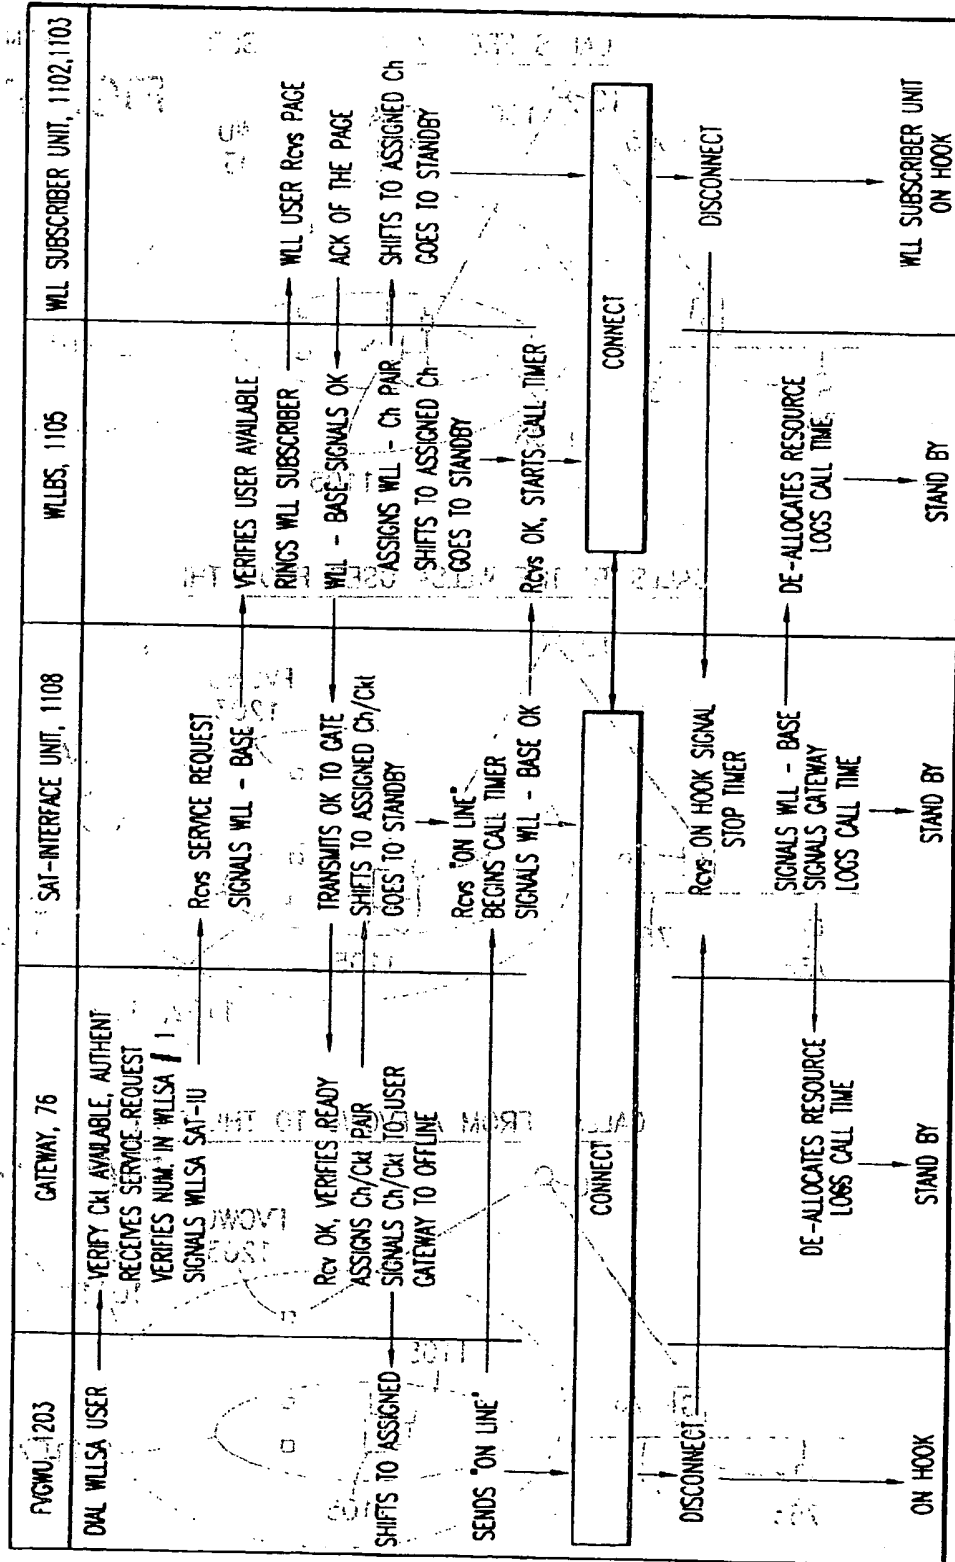 FVGWU, 1203
GATEWAY, 76
SAT-INTERFACE UNIT, 1108
WLLBS, 1105
WLL SUBSCRIBER UNIT, 1102,1103
DIAL WLLSA USER
VERIFY Ckt AVAILABLE, AUTHENT
RECEIVES SERVICE REQUEST
VERIFIES NUM. IN WLLSA / 1
SIGNALS WLLSA SAT-IU
Rcvs SERVICE REQUEST
SIGNALS WLL - BASE
VERIFIES USER AVAILABLE
RINGS WLL SUBSCRIBER
WLL USER Rcvs PAGE
ACK OF THE PAGE
WLL - BASE SIGNALS OK
TRANSMITS OK TO GATE
Rcv OK, VERIFIES READY
ASSIGNS Ch/Ckt PAIR
SIGNALS Ch/Ckt TO USER
GATEWAY TO OFFLINE
SHIFTS TO ASSIGNED Ch/Ckt
GOES TO STANDBY
ASSIGNS WLL - Ch PAIR
SHIFTS TO ASSIGNED Ch
GOES TO STANDBY
SHIFTS TO ASSIGNED Ch
GOES TO STANDBY
SHIFTS TO ASSIGNED
SENDS "ON LINE"
Rcvs "ON LINE"
BEGINS CALL TIMER
SIGNALS WLL - BASE OK
Rcvs OK, STARTS CALL TIMER
CONNECT
CONNECT
DISCONNECT
DISCONNECT
Rcvs ON HOOK SIGNAL
STOP TIMER
SIGNALS WLL - BASE
SIGNALS GATEWAY
LOGS CALL TIME
DE-ALLOCATES RESOURCE
LOGS CALL TIME
DE-ALLOCATES RESOURCE
LOGS CALL TIME
ON HOOK
STAND BY
STAND BY
STAND BY
WLL SUBSCRIBER UNIT
ON HOOK